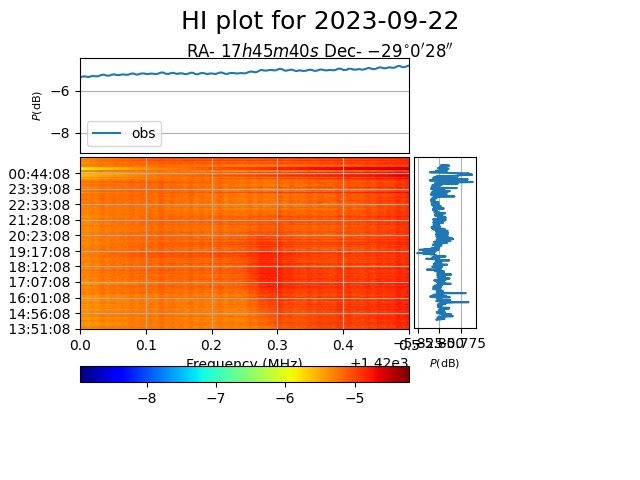 HI plot for 2023-09-22
RA- 17h45m40s Dec- −29°0′28″
P(dB)
−6
−8
obs
00:44:08
23:39:08
22:33:08
21:28:08
20:23:08
19:17:08
18:12:08
17:07:08
16:01:08
14:56:08
13:51:08
0.0 0.1 0.2 0.3 0.4 0.5
Frequency (MHz)
+1.42e3
P(dB)
−8 −7 −6 −5